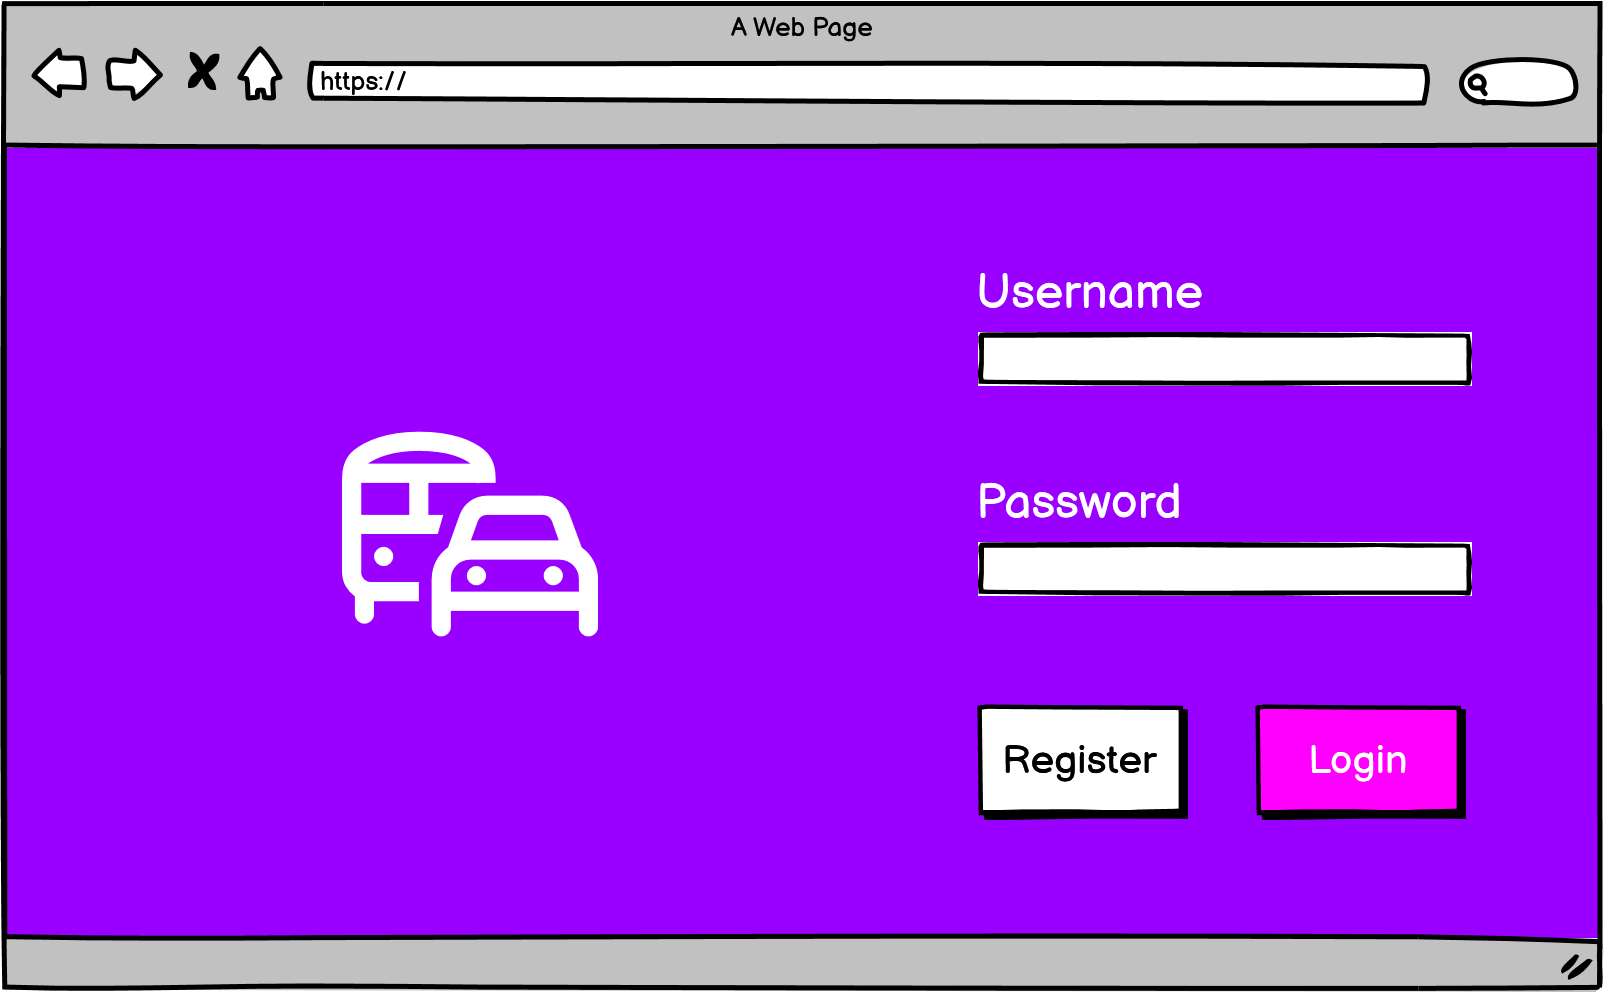 A Web Page
https://
Username
Password
Register
Login